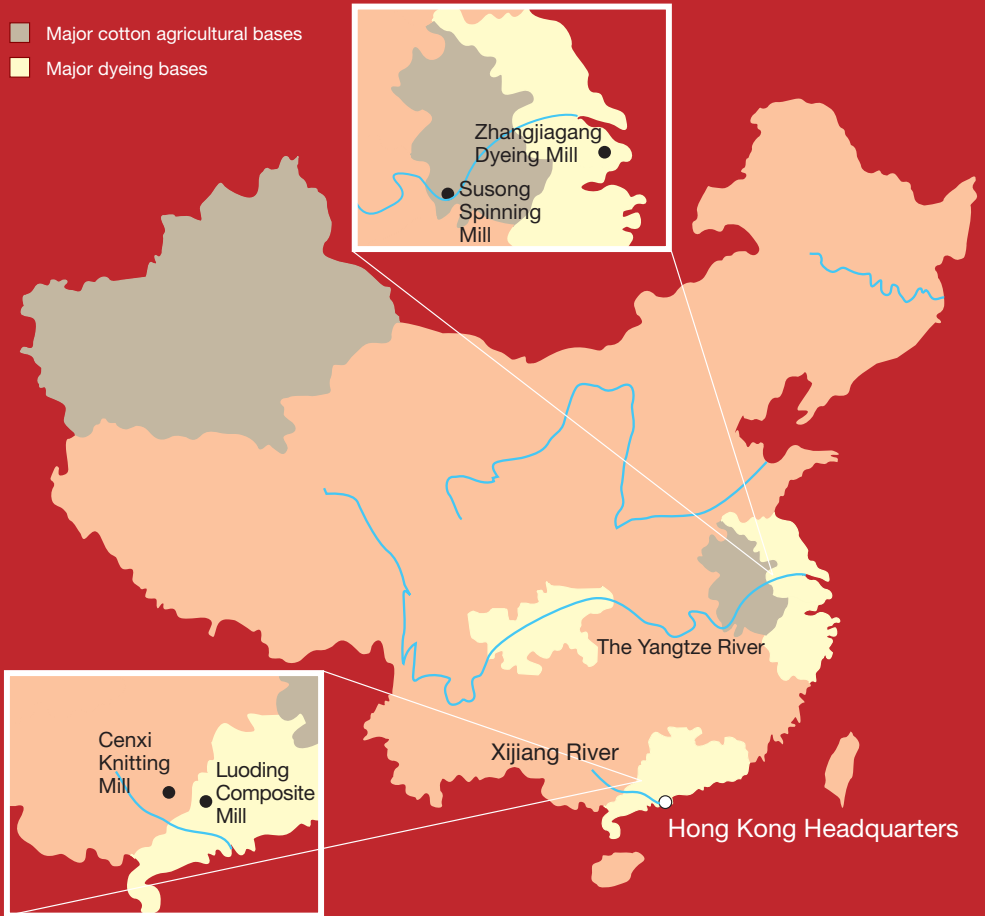 Major cotton agricultural bases
Major dyeing bases
Zhangjiagang
Dyeing Mill
Susong
Spinning
Mill
The Yangtze River
Xijiang River
Hong Kong Headquarters
Cenxi
Knitting
Mill
Luoding
Composite
Mill